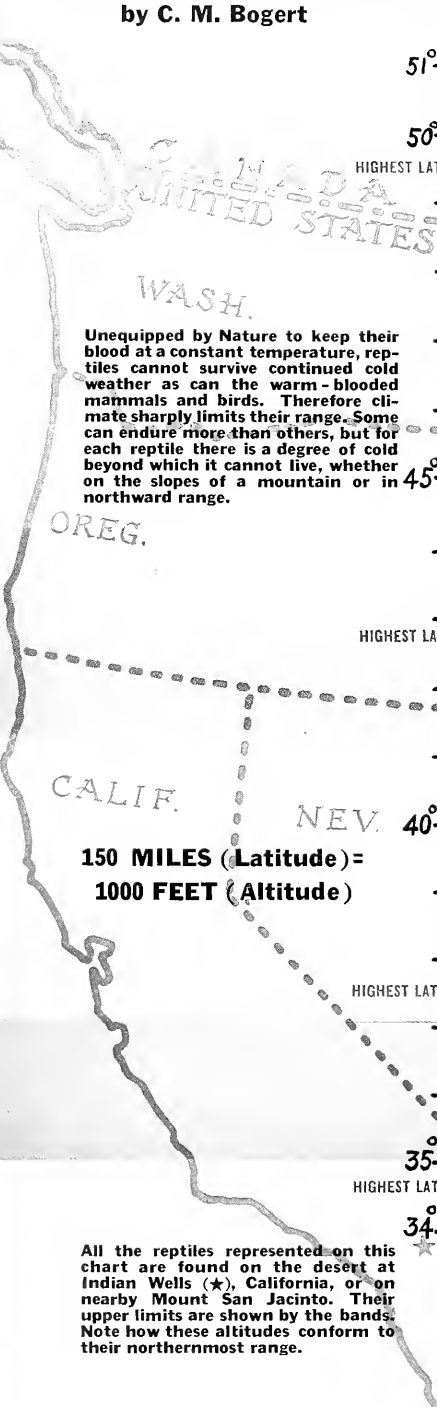 by C. M. Bogert
51°
50°
HIGHEST LAT
CANADA
UNITED STATES
WASH.
Unequipped by Nature to keep their
blood at a constant temperature, rep-
tiles cannot survive continued cold
weather as can the warm-blooded
mammals and birds. Therefore cli-
mate sharply limits their range. Some
can endure more than others, but for
each reptile there is a degree of cold
beyond which it cannot live, whether
on the slopes of a mountain or in
northward range.
45°
OREG.
HIGHEST LA
CALIF.
NEV.
40
150 MILES (Latitude)=
1000 FEET (Altitude)
HIGHEST LAT
35°
HIGHEST LAT
34°
All the reptiles represented on this
chart are found on the desert at
Indian Wells (★), California, or on
nearby Mount San Jacinto. Their
upper limits are shown by the bands.
Note how these altitudes conform to
their northernmost range.